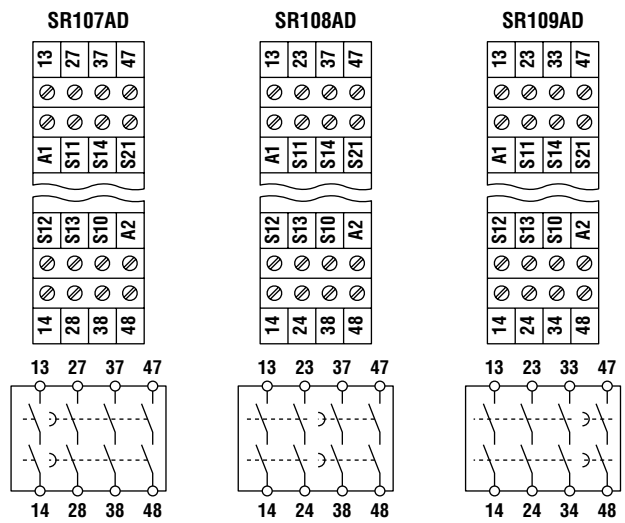 SR107AD SR108AD SR109AD
13 27 37 47 13 23 37 47 13 23 33 47
A1 S11 S14 S21 A1 S11 S14 S21 A1 S11 S14 S21
S12 S13 S10 A2 S12 S13 S10 A2 S12 S13 S10 A2
14 28 38 48 14 24 38 48 14 24 34 48
13 27 37 47 13 23 37 47 13 23 33 47
14 28 38 48 14 24 38 48 14 24 34 48